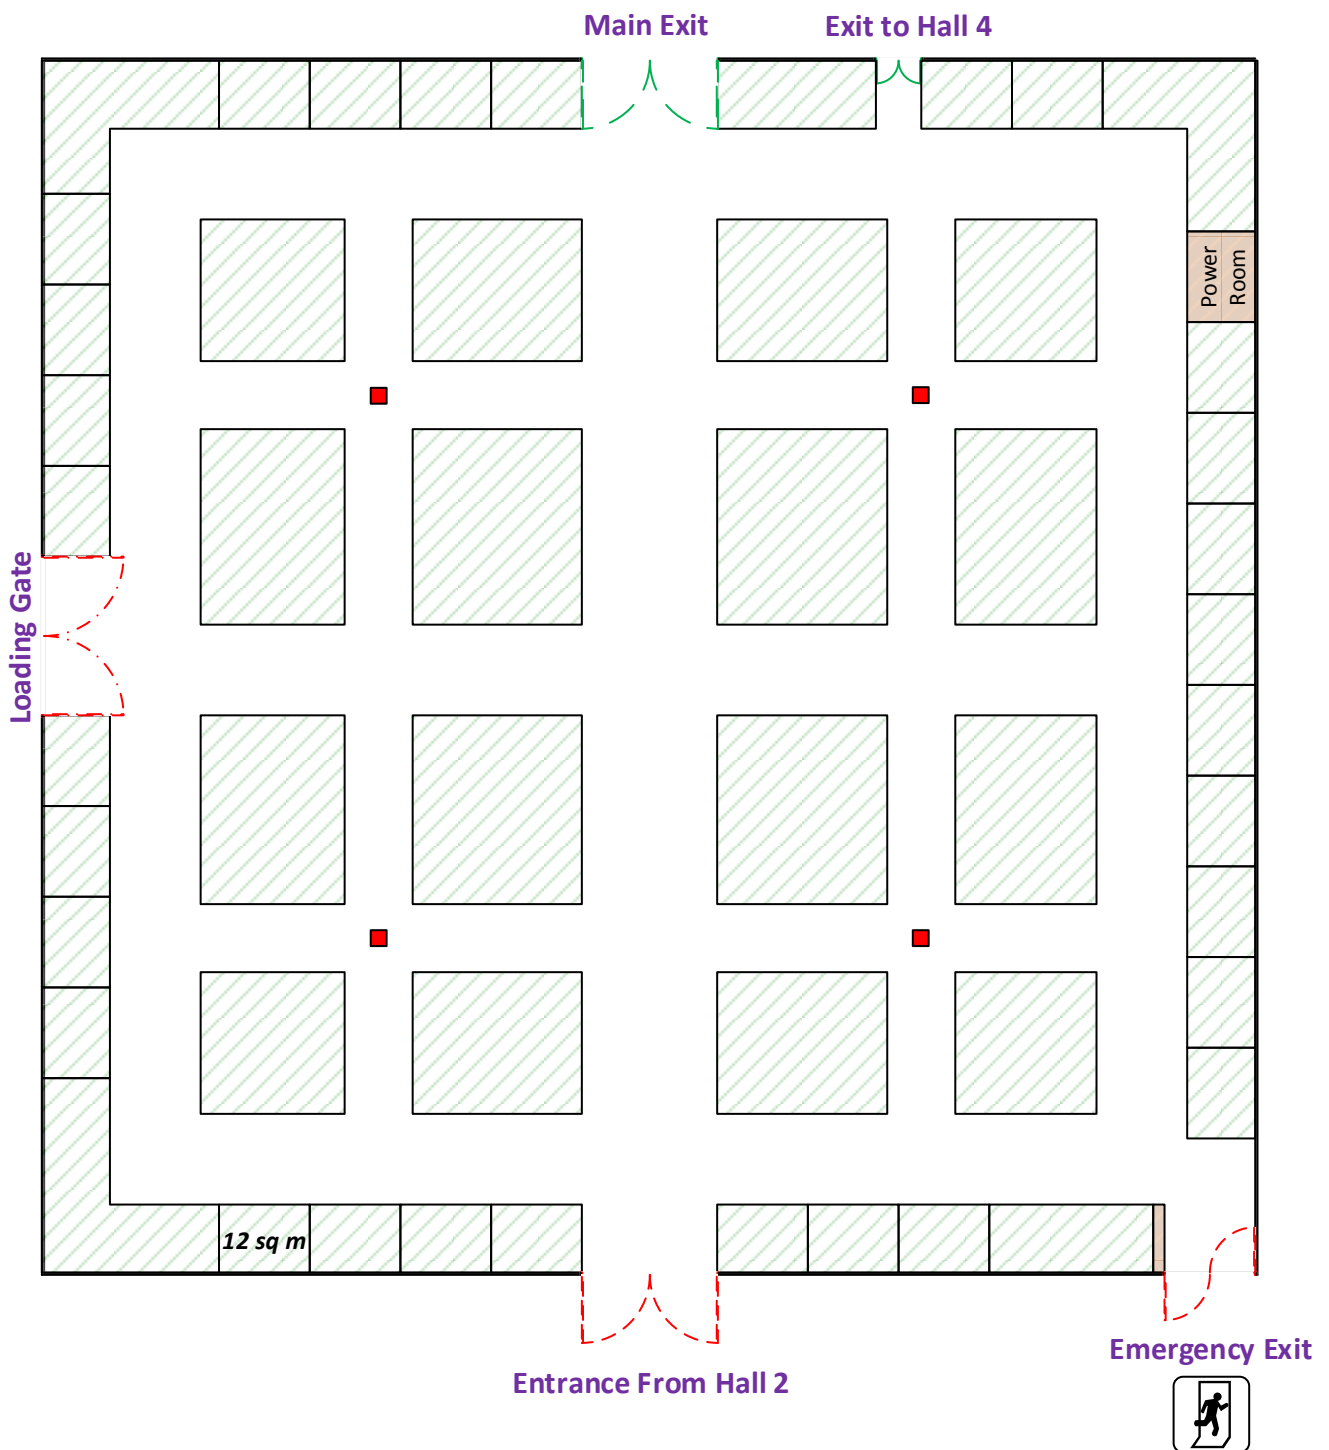 Main Exit
Exit to Hall 4
Power
Room
Loading Gate
12 sq m
Entrance From Hall 2
Emergency Exit